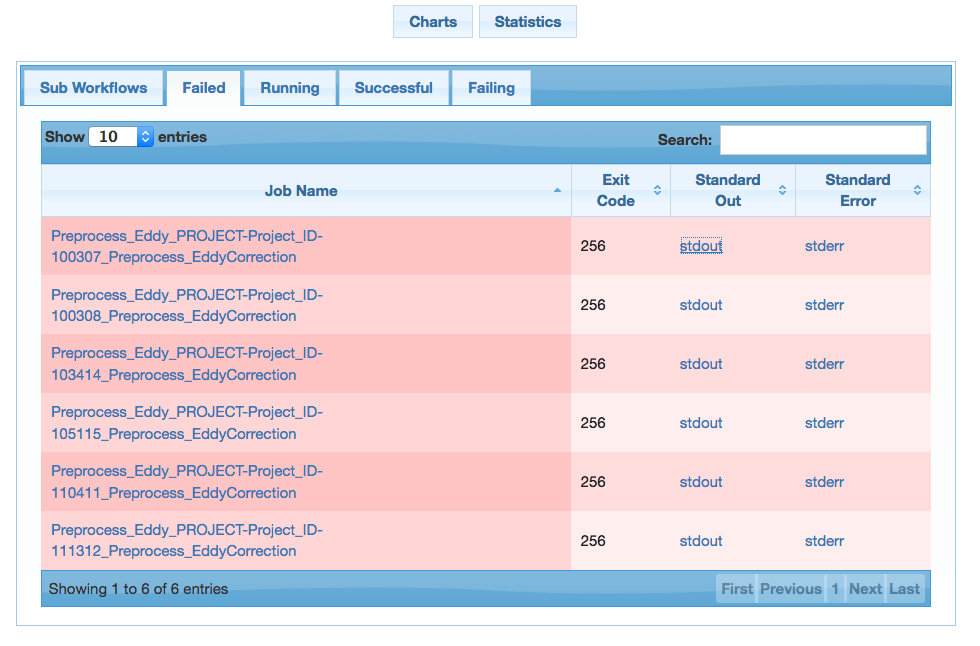 Charts Statistics
Sub Workflows Failed Running Successful Failing
Show 10 entries Search:
Job Name Exit Code Standard Out Standard Error
Preprocess_Eddy_PROJECT-Project_ID-
100307_Preprocess_EddyCorrection 256 stdout stderr
Preprocess_Eddy_PROJECT-Project_ID-
100308_Preprocess_EddyCorrection 256 stdout stderr
Preprocess_Eddy_PROJECT-Project_ID-
103414_Preprocess_EddyCorrection 256 stdout stderr
Preprocess_Eddy_PROJECT-Project_ID-
105115_Preprocess_EddyCorrection 256 stdout stderr
Preprocess_Eddy_PROJECT-Project_ID-
110411_Preprocess_EddyCorrection 256 stdout stderr
Preprocess_Eddy_PROJECT-Project_ID-
111312_Preprocess_EddyCorrection 256 stdout stderr
Showing 1 to 6 of 6 entries First Previous 1 Next Last